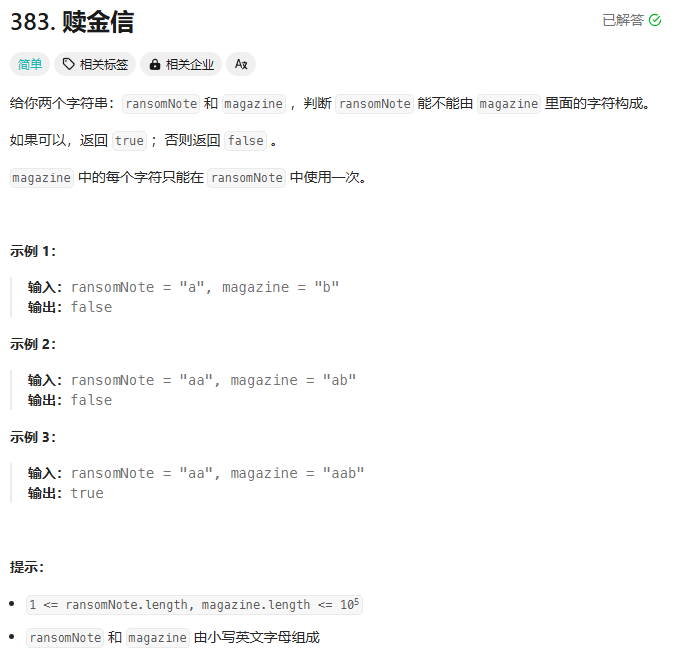 383. 赎金信
已解答
简单 相关标签 相关企业 Az
给你两个字符串：ransomNote 和 magazine ，判断 ransomNote 能不能由 magazine 里面的字符构成。
如果可以，返回 true ；否则返回 false 。
magazine 中的每个字符只能在 ransomNote 中使用一次。
示例 1：
输入：ransomNote = "a", magazine = "b"
输出：false
示例 2：
输入：ransomNote = "aa", magazine = "ab"
输出：false
示例 3：
输入：ransomNote = "aa", magazine = "aab"
输出：true
提示：
• 1 <= ransomNote.length, magazine.length <= 10⁵
• ransomNote 和 magazine 由小写英文字母组成